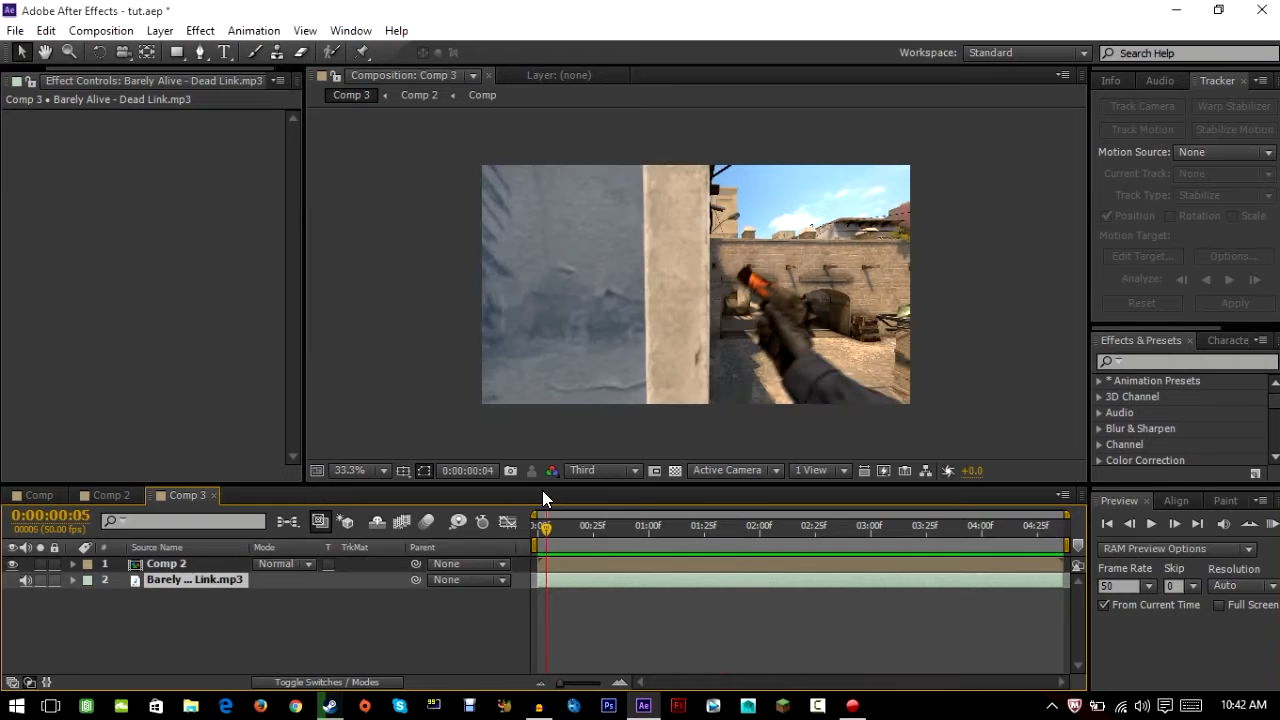 Adobe After Effects - tut.aep *
File Edit Composition Layer Effect Animation View Window Help
Workspace: Standard Search Help
Effect Controls: Barely Alive - Dead Link.mp3
Composition: Comp 3 Layer: (none)
Info Audio Tracker
Comp 3 • Barely Alive - Dead Link.mp3
Comp 3 Comp 2 Comp
Track Camera Warp Stabilizer
Track Motion Stabilize Motion
Motion Source: None
Current Track: None
Track Type: Stabilize
Position Rotation Scale
Motion Target:
Edit Target... Options...
Analyze:
Reset Apply
Effects & Presets Characte
* Animation Presets
3D Channel
Audio
Blur & Sharpen
Channel
Color Correction
33.3% 0:00:00:04 Third Active Camera 1 View +0.0
Comp Comp 2 Comp 3
Preview Align Paint
0:00:00:05
00005 (50.00 fps)
00:25f 01:00f 01:25f 02:00f 02:25f 03:00f 03:25f 04:00f 04:25f
# Source Name Mode T TrkMat Parent
1 Comp 2 Normal None
2 Barely ... Link.mp3 None
RAM Preview Options
Frame Rate Skip Resolution
50 0 Auto
From Current Time Full Screen
Toggle Switches / Modes
10:42 AM